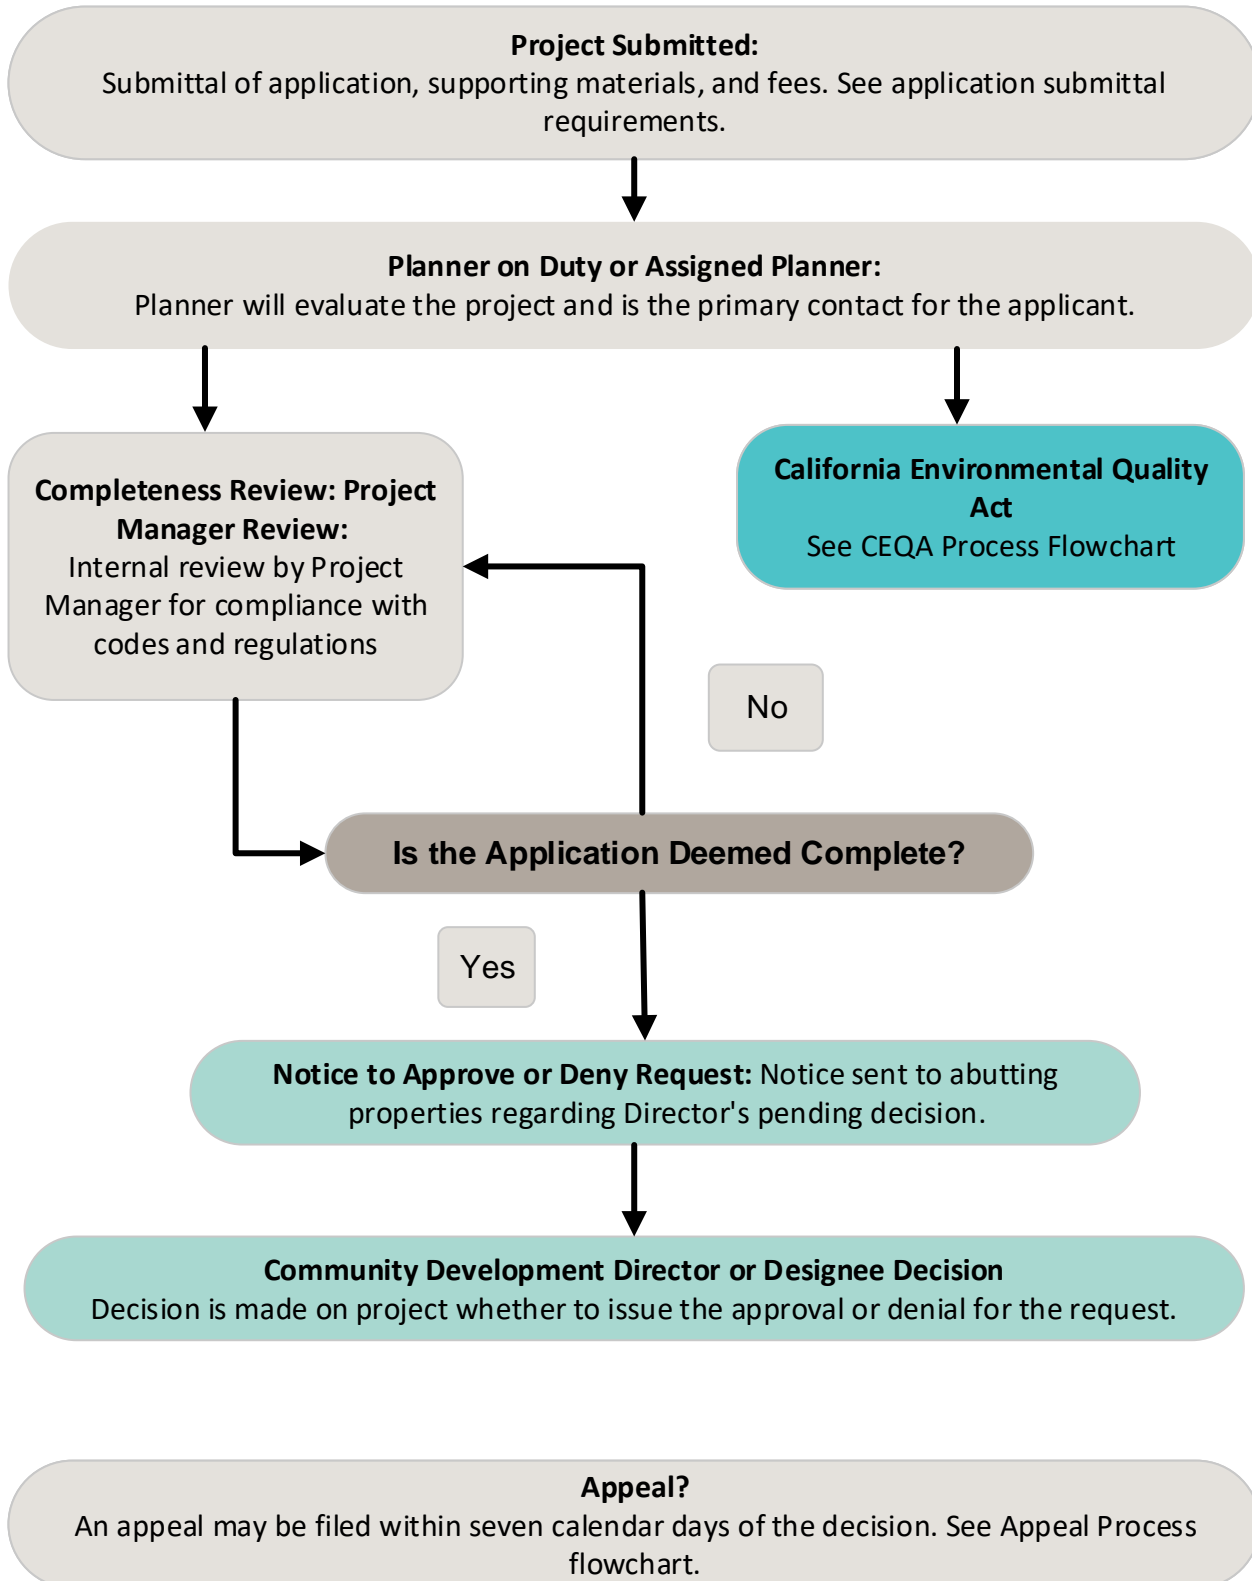 Project Submitted:
Submittal of application, supporting materials, and fees. See application submittal
requirements.
Planner on Duty or Assigned Planner:
Planner will evaluate the project and is the primary contact for the applicant.
Completeness Review: Project
Manager Review:
Internal review by Project
Manager for compliance with
codes and regulations
California Environmental Quality
Act
See CEQA Process Flowchart
No
Is the Application Deemed Complete?
Yes
Notice to Approve or Deny Request: Notice sent to abutting
properties regarding Director's pending decision.
Community Development Director or Designee Decision
Decision is made on project whether to issue the approval or denial for the request.
Appeal?
An appeal may be filed within seven calendar days of the decision. See Appeal Process
flowchart.